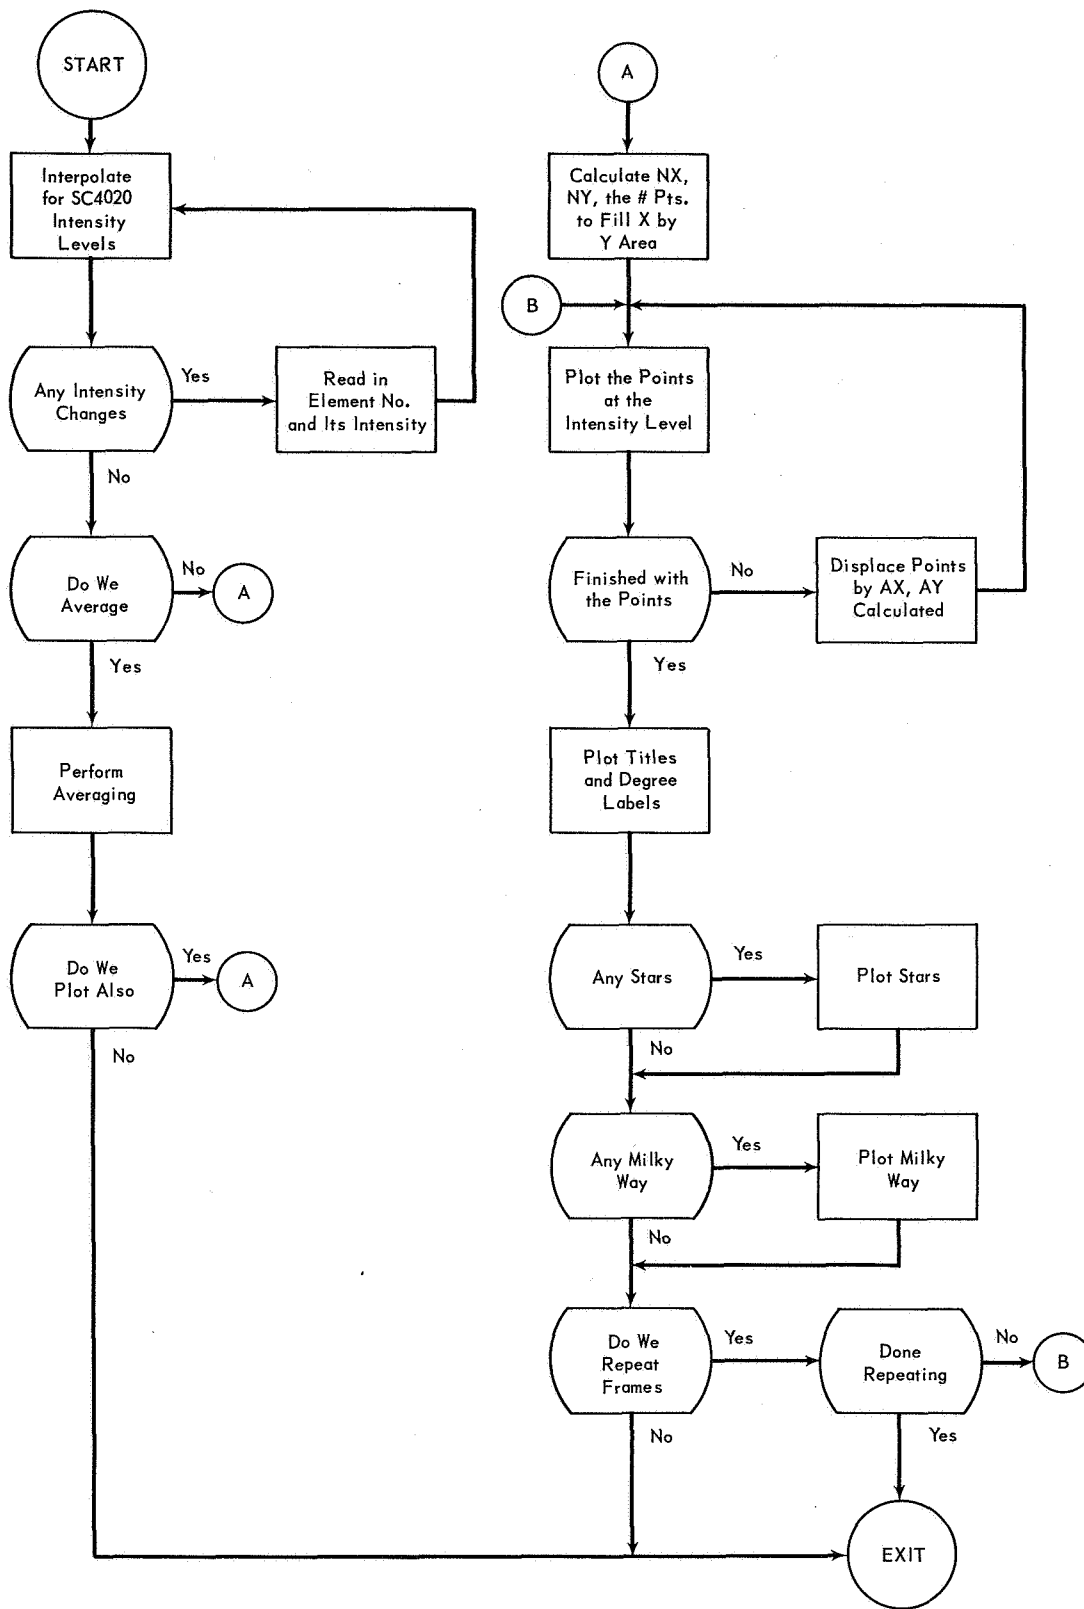 START
Interpolate
for SC4020
Intensity
Levels
Any Intensity
Changes
Yes
Read in
Element No.
and Its Intensity
No
Do We
Average
No
A
Yes
Perform
Averaging
Do We
Plot Also
Yes
A
No
A
Calculate NX,
NY, the # Pts.
to Fill X by
Y Area
B
Plot the Points
at the
Intensity Level
Finished with
the Points
No
Displace Points
by AX, AY
Calculated
Yes
Plot Titles
and Degree
Labels
Any Stars
Yes
Plot Stars
No
Any Milky
Way
Yes
Plot Milky
Way
No
Do We
Repeat
Frames
Yes
Done
Repeating
No
B
No
Yes
EXIT